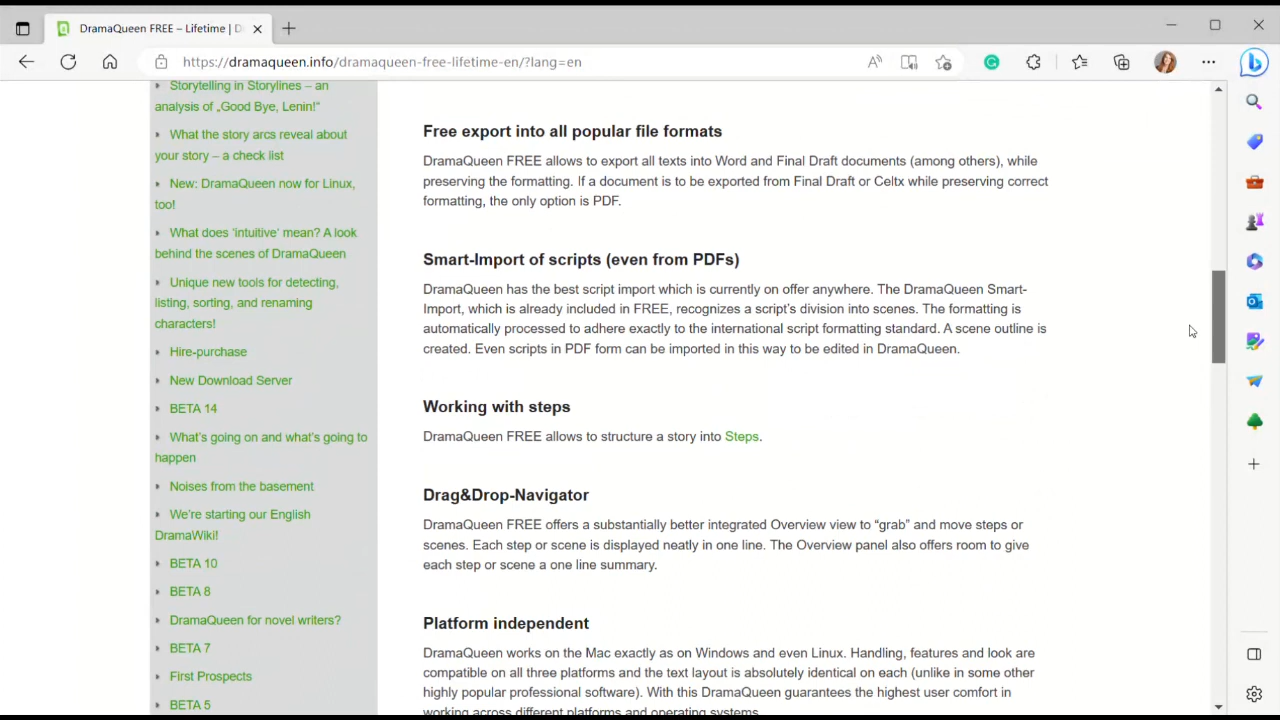 DramaQueen FREE – Lifetime | D
https://dramaqueen.info/dramaqueen-free-lifetime-en/?lang=en
Storytelling in Storylines – an
analysis of „Good Bye, Lenin!“
What the story arcs reveal about
your story – a check list
New: DramaQueen now for Linux,
too!
What does ‘intuitive‘ mean? A look
behind the scenes of DramaQueen
Unique new tools for detecting,
listing, sorting, and renaming
characters!
Hire-purchase
New Download Server
BETA 14
What’s going on and what’s going to
happen
Noises from the basement
We’re starting our English
DramaWiki!
BETA 10
BETA 8
DramaQueen for novel writers?
BETA 7
First Prospects
BETA 5
Free export into all popular file formats
DramaQueen FREE allows to export all texts into Word and Final Draft documents (among others), while
preserving the formatting. If a document is to be exported from Final Draft or Celtx while preserving correct
formatting, the only option is PDF.
Smart-Import of scripts (even from PDFs)
DramaQueen has the best script import which is currently on offer anywhere. The DramaQueen Smart-
Import, which is already included in FREE, recognizes a script’s division into scenes. The formatting is
automatically processed to adhere exactly to the international script formatting standard. A scene outline is
created. Even scripts in PDF form can be imported in this way to be edited in DramaQueen.
Working with steps
DramaQueen FREE allows to structure a story into Steps.
Drag&Drop-Navigator
DramaQueen FREE offers a substantially better integrated Overview view to “grab” and move steps or
scenes. Each step or scene is displayed neatly in one line. The Overview panel also offers room to give
each step or scene a one line summary.
Platform independent
DramaQueen works on the Mac exactly as on Windows and even Linux. Handling, features and look are
compatible on all three platforms and the text layout is absolutely identical on each (unlike in some other
highly popular professional software). With this DramaQueen guarantees the highest user comfort in
working across different platforms and operating systems.